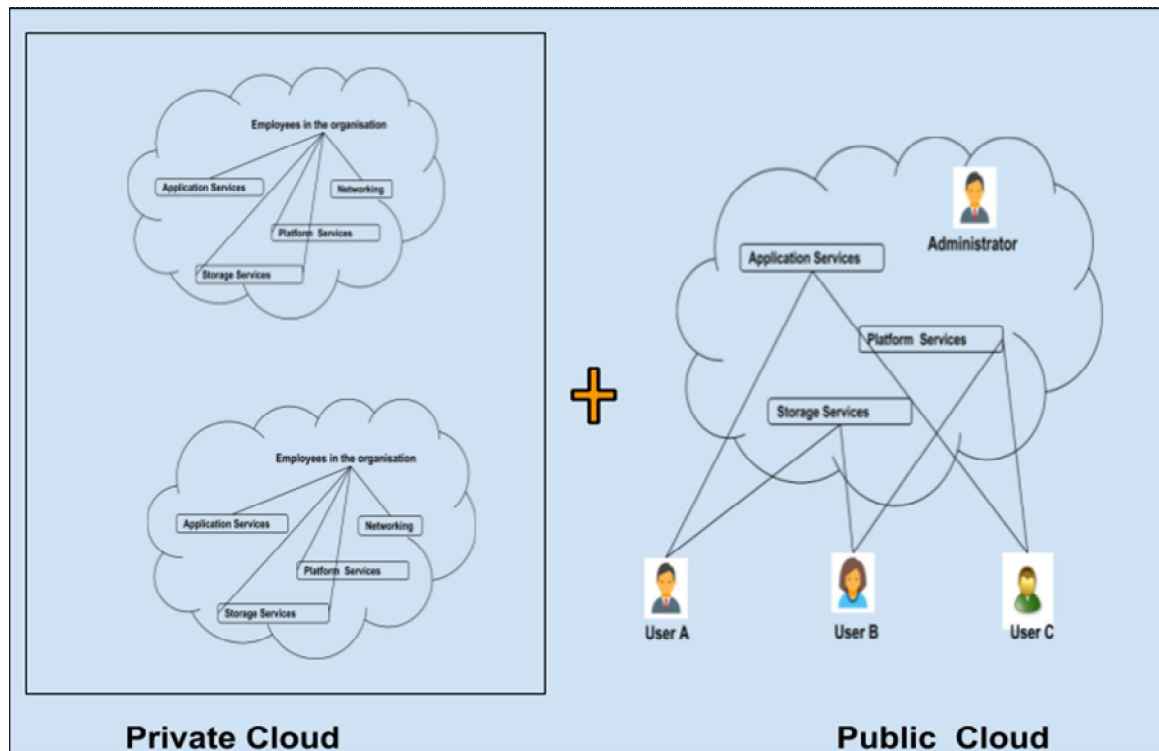 Employees in the organisation
Application Services
Networking
Platform Services
Storage Services
Employees in the organisation
Application Services
Networking
Platform Services
Storage Services
Private Cloud
Administrator
Application Services
Platform Services
Storage Services
User A
User B
User C
Public Cloud